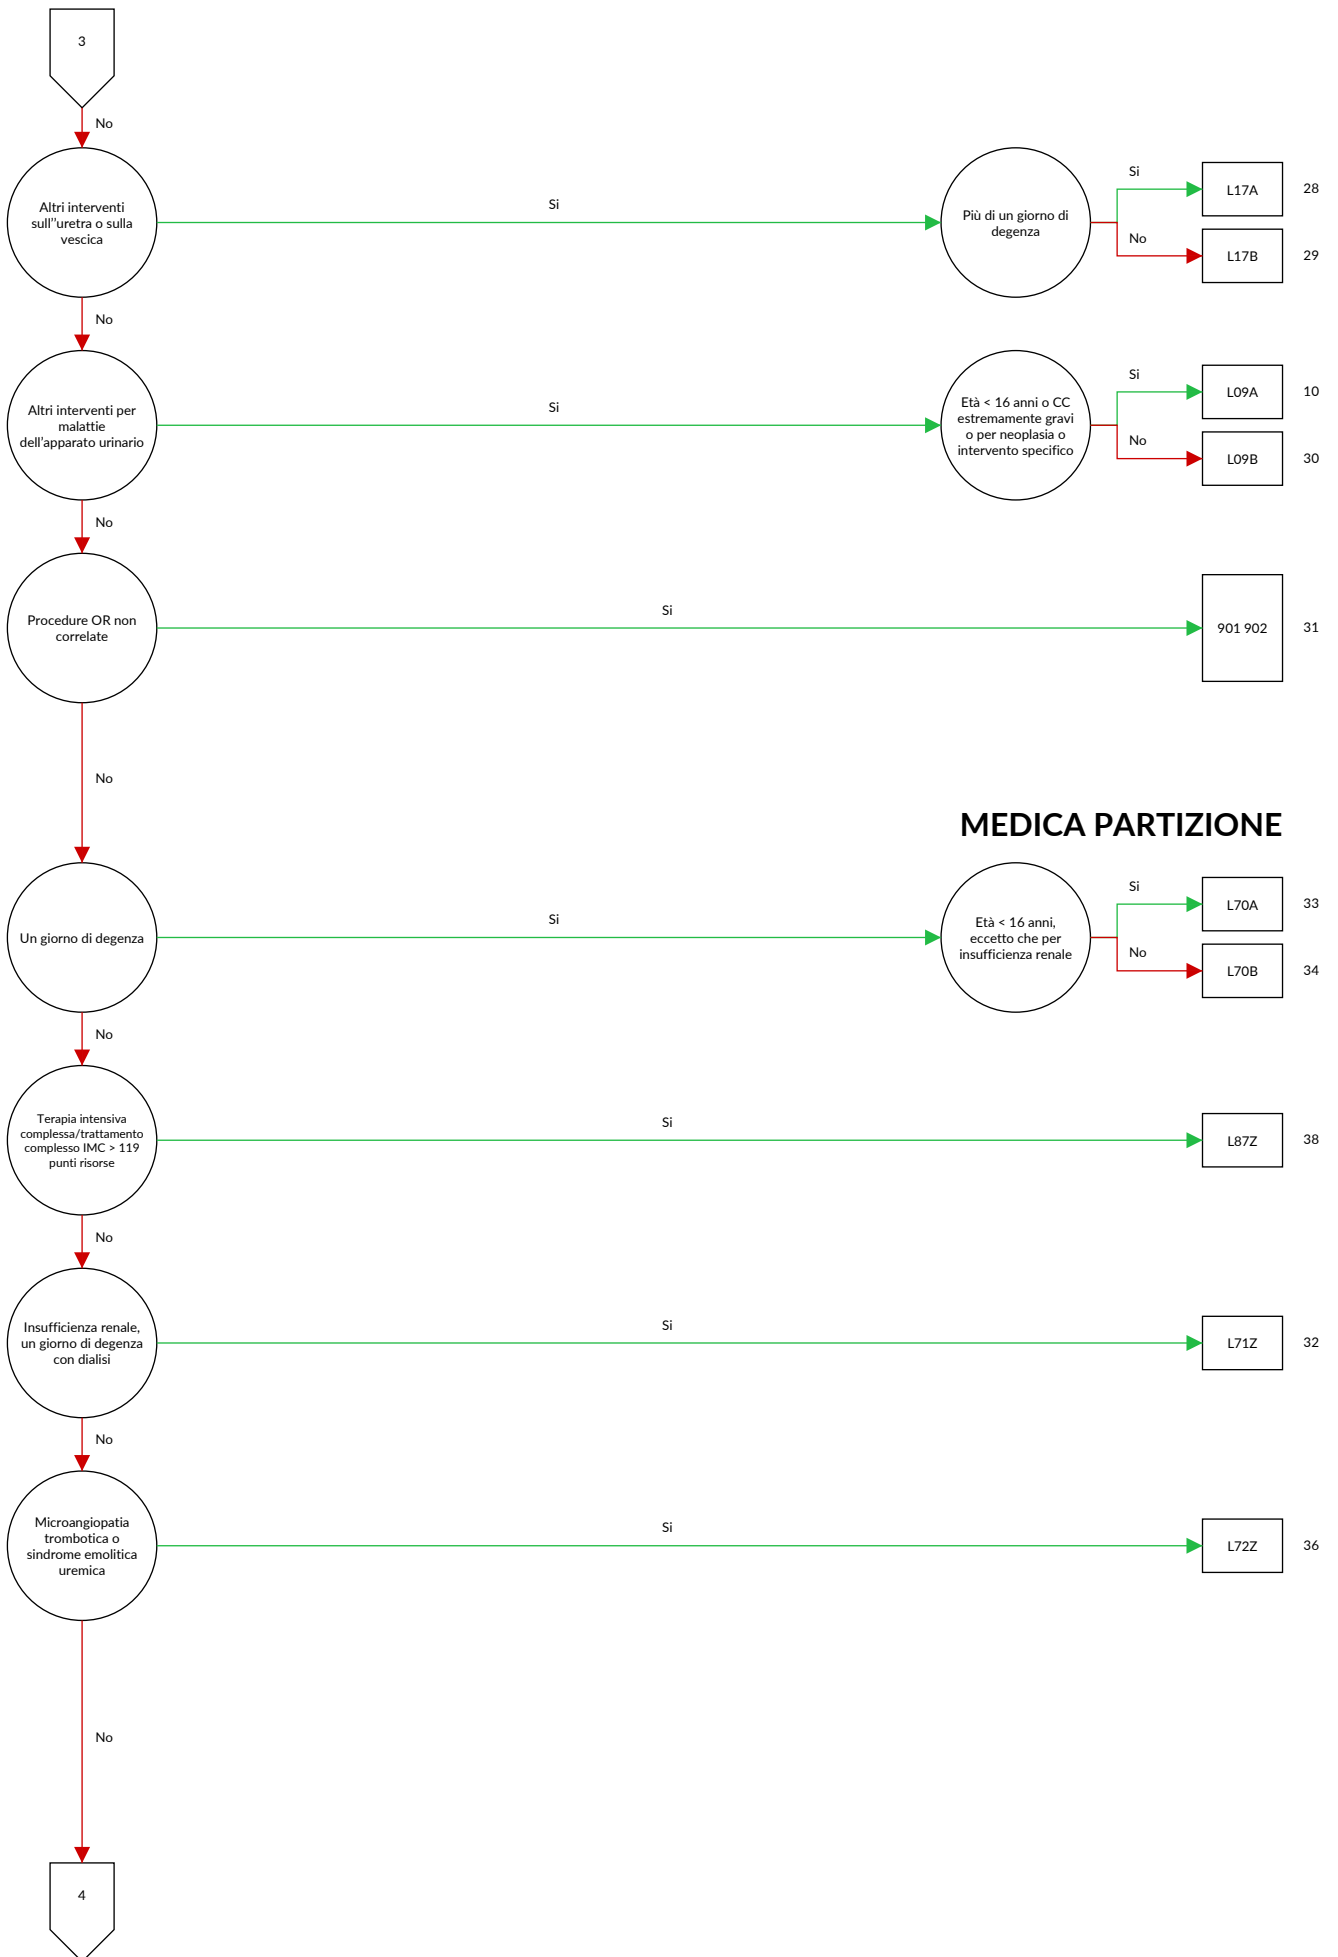 3
No
Altri interventi
sull''uretra o sulla
vescica
Si
Più di un giorno di
degenza
Si
L17A
28
No
L17B
29
No
Altri interventi per
malattie
dell'apparato urinario
Si
Età < 16 anni o CC
estremamente gravi
o per neoplasia o
intervento specifico
Si
L09A
10
No
L09B
30
No
Procedure OR non
correlate
Si
901 902
31
No
MEDICA PARTIZIONE
Un giorno di degenza
Si
Età < 16 anni,
eccetto che per
insufficienza renale
Si
L70A
33
No
L70B
34
No
Terapia intensiva
complessa/trattamento
complesso IMC > 119
punti risorse
Si
L87Z
38
No
Insufficienza renale,
un giorno di degenza
con dialisi
Si
L71Z
32
No
Microangiopatia
trombotica o
sindrome emolitica
uremica
Si
L72Z
36
No
4